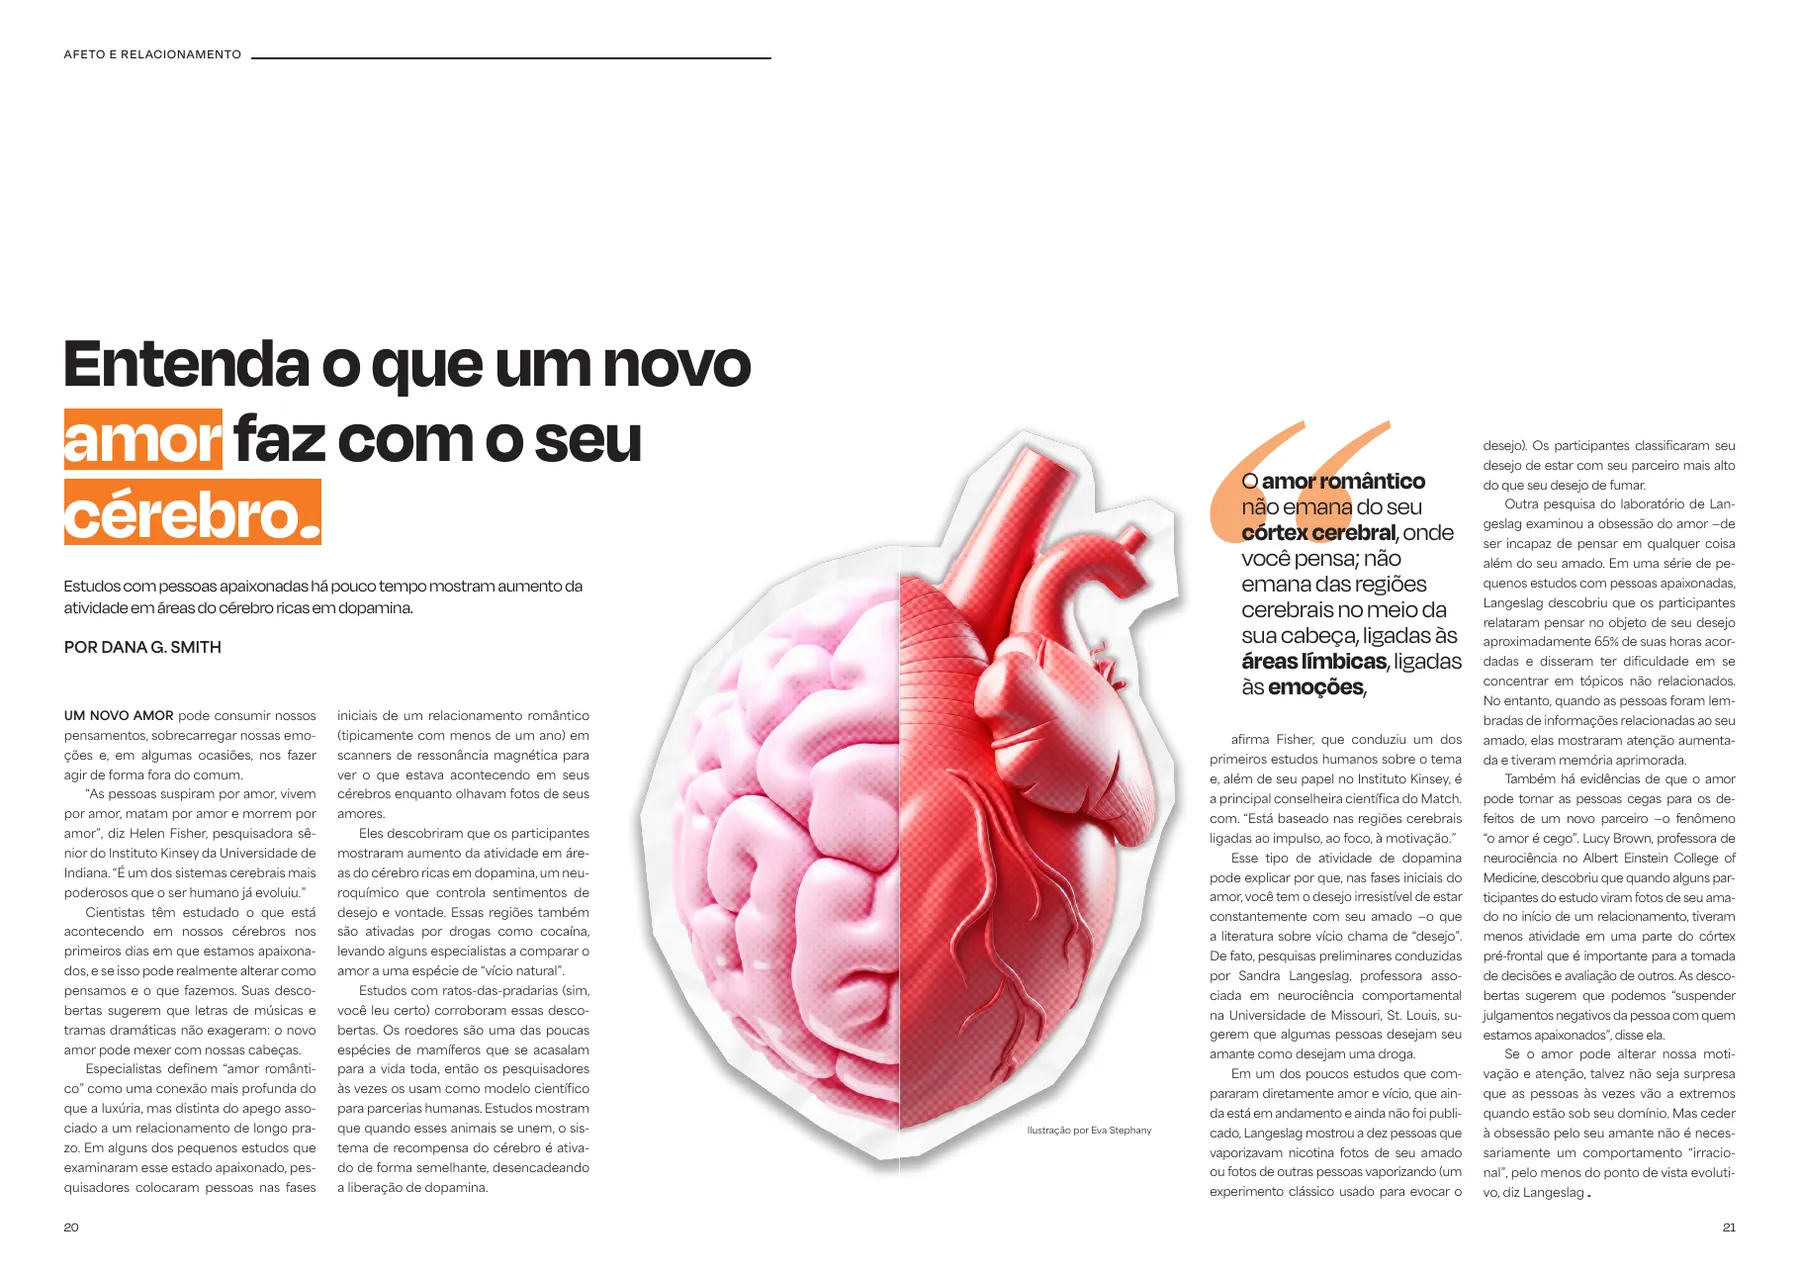 AFETO E RELACIONAMENTO
Entenda o que um novo
amor faz com o seu
cérebro.
Estudos com pessoas apaixonadas há pouco tempo mostram aumento da
atividade em áreas do cérebro ricas em dopamina.
POR DANA G. SMITH
UM NOVO AMOR pode consumir nossos
pensamentos, sobrecarregar nossas emo-
ções e, em algumas ocasiões, nos fazer
agir de forma fora do comum.
“As pessoas suspiram por amor, vivem
por amor, matam por amor e morrem por
amor”, diz Helen Fisher, pesquisadora sê-
nior do Instituto Kinsey da Universidade de
Indiana. “É um dos sistemas cerebrais mais
poderosos que o ser humano já evoluiu.”
Cientistas têm estudado o que está
acontecendo em nossos cérebros nos
primeiros dias em que estamos apaixona-
dos, e se isso pode realmente alterar como
pensamos e o que fazemos. Suas desco-
bertas sugerem que letras de músicas e
tramas dramáticas não exageram: o novo
amor pode mexer com nossas cabeças.
Especialistas definem “amor românti-
co” como uma conexão mais profunda do
que a luxúria, mas distinta do apego asso-
ciado a um relacionamento de longo pra-
zo. Em alguns dos pequenos estudos que
examinaram esse estado apaixonado, pes-
quisadores colocaram pessoas nas fases
iniciais de um relacionamento romântico
(tipicamente com menos de um ano) em
scanners de ressonância magnética para
ver o que estava acontecendo em seus
cérebros enquanto olhavam fotos de seus
amores.
Eles descobriram que os participantes
mostraram aumento da atividade em áre-
as do cérebro ricas em dopamina, um neu-
roquímico que controla sentimentos de
desejo e vontade. Essas regiões também
são ativadas por drogas como cocaína,
levando alguns especialistas a comparar o
amor a uma espécie de “vício natural”.
Estudos com ratos-das-pradarias (sim,
você leu certo) corroboram essas desco-
bertas. Os roedores são uma das poucas
espécies de mamíferos que se acasalam
para a vida toda, então os pesquisadores
às vezes os usam como modelo científico
para parcerias humanas. Estudos mostram
que quando esses animais se unem, o sis-
tema de recompensa do cérebro é ativa-
do de forma semelhante, desencadeando
a liberação de dopamina.
Ilustração por Eva Stephany
“
O amor romântico
não emana do seu
córtex cerebral, onde
você pensa; não
emana das regiões
cerebrais no meio da
sua cabeça, ligadas às
áreas límbicas, ligadas
às emoções,
afirma Fisher, que conduziu um dos
primeiros estudos humanos sobre o tema
e, além de seu papel no Instituto Kinsey, é
a principal conselheira científica do Match.
com. “Está baseado nas regiões cerebrais
ligadas ao impulso, ao foco, à motivação.”
Esse tipo de atividade de dopamina
pode explicar por que, nas fases iniciais do
amor, você tem o desejo irresistível de estar
constantemente com seu amado —o que
a literatura sobre vício chama de “desejo”.
De fato, pesquisas preliminares conduzidas
por Sandra Langeslag, professora asso-
ciada em neurociência comportamental
na Universidade de Missouri, St. Louis, su-
gerem que algumas pessoas desejam seu
amante como desejam uma droga.
Em um dos poucos estudos que com-
pararam diretamente amor e vício, que ain-
da está em andamento e ainda não foi publi-
cado, Langeslag mostrou a dez pessoas que
vaporizavam nicotina fotos de seu amado
ou fotos de outras pessoas vaporizando (um
experimento clássico usado para evocar o
desejo). Os participantes classificaram seu
desejo de estar com seu parceiro mais alto
do que seu desejo de fumar.
Outra pesquisa do laboratório de Lan-
geslag examinou a obsessão do amor —de
ser incapaz de pensar em qualquer coisa
além do seu amado. Em uma série de pe-
quenos estudos com pessoas apaixonadas,
Langeslag descobriu que os participantes
relataram pensar no objeto de seu desejo
aproximadamente 65% de suas horas acor-
dadas e disseram ter dificuldade em se
concentrar em tópicos não relacionados.
No entanto, quando as pessoas foram lem-
bradas de informações relacionadas ao seu
amado, elas mostraram atenção aumenta-
da e tiveram memória aprimorada.
Também há evidências de que o amor
pode tornar as pessoas cegas para os de-
feitos de um novo parceiro —o fenômeno
“o amor é cego”. Lucy Brown, professora de
neurociência no Albert Einstein College of
Medicine, descobriu que quando alguns par-
ticipantes do estudo viram fotos de seu ama-
do no início de um relacionamento, tiveram
menos atividade em uma parte do córtex
pré-frontal que é importante para a tomada
de decisões e avaliação de outros. As desco-
bertas sugerem que podemos “suspender
julgamentos negativos da pessoa com quem
estamos apaixonados”, disse ela.
Se o amor pode alterar nossa moti-
vação e atenção, talvez não seja surpresa
que as pessoas às vezes vão a extremos
quando estão sob seu domínio. Mas ceder
à obsessão pelo seu amante não é neces-
sariamente um comportamento “irracio-
nal”, pelo menos do ponto de vista evoluti-
vo, diz Langeslag .
20
21